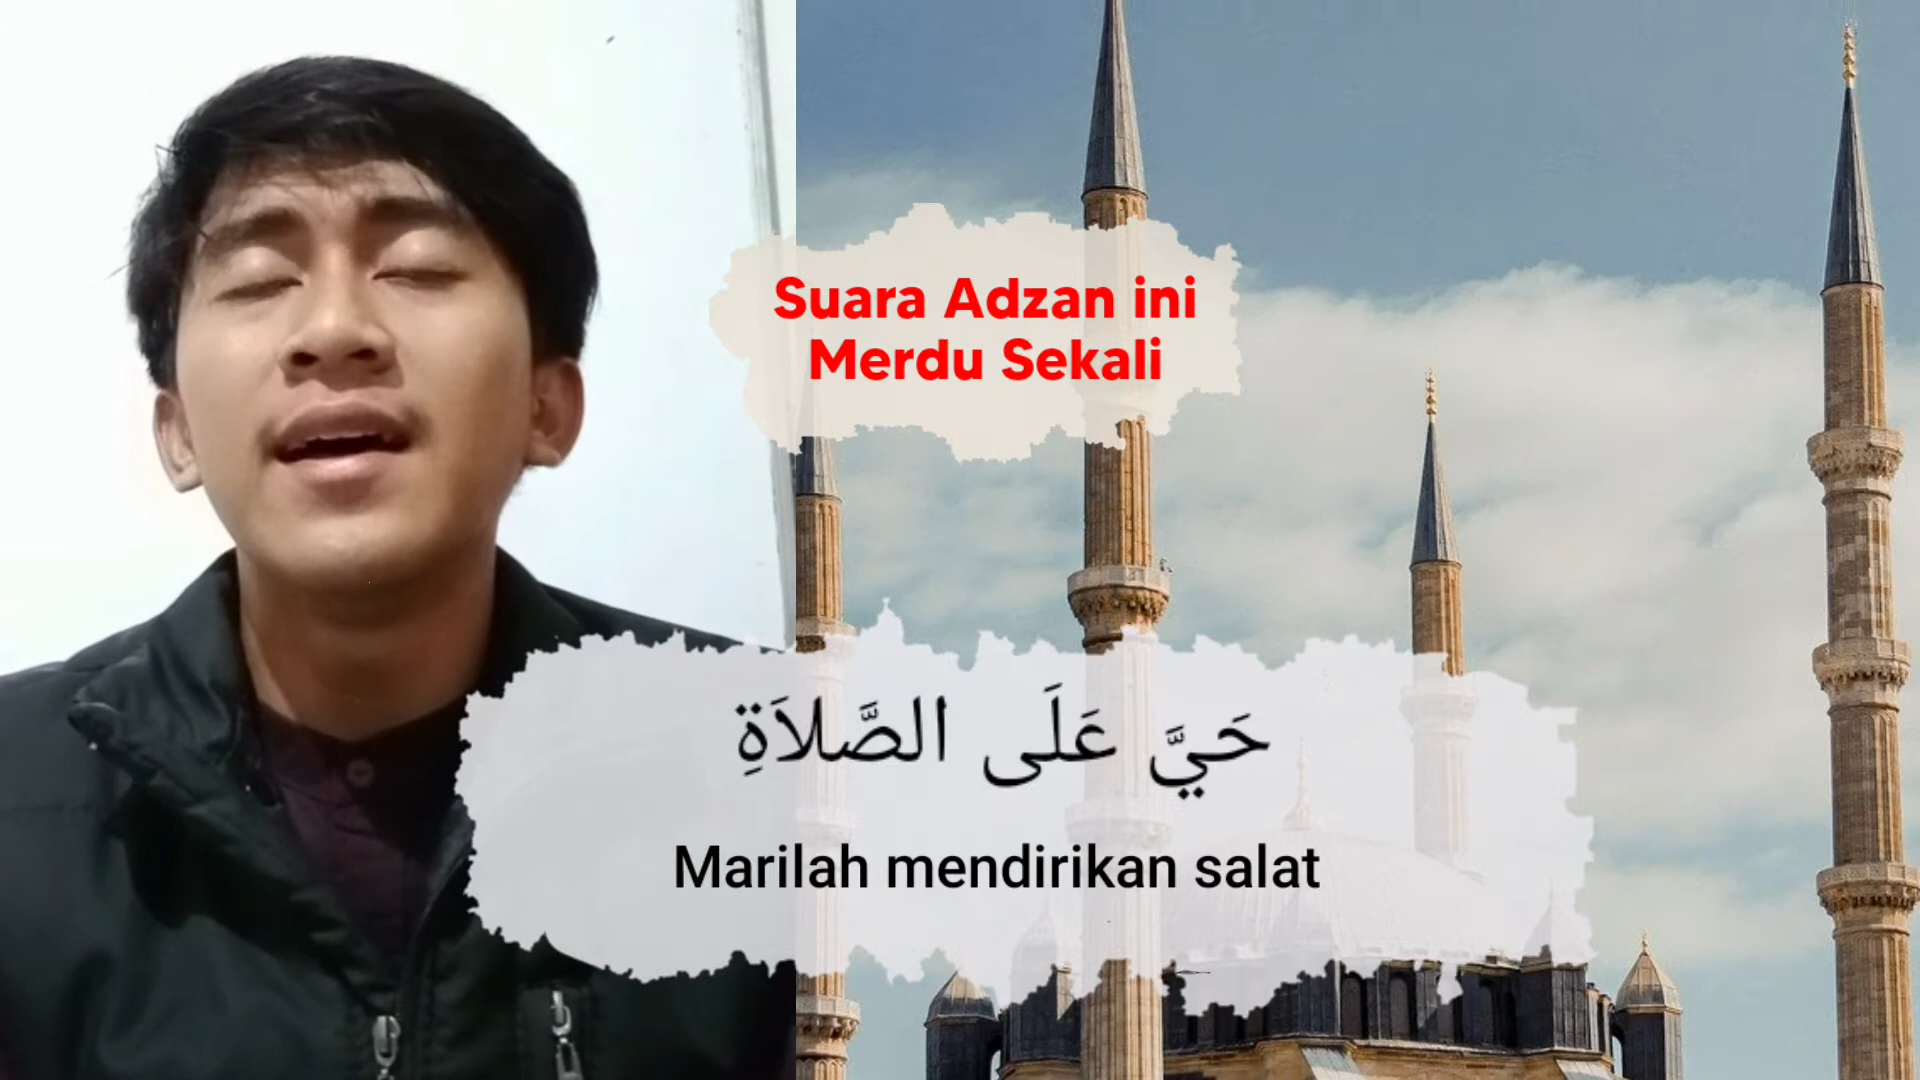 Suara Adzan ini
Merdu Sekali
حَيَّ عَلَى الصَّلاَةِ
Marilah mendirikan salat